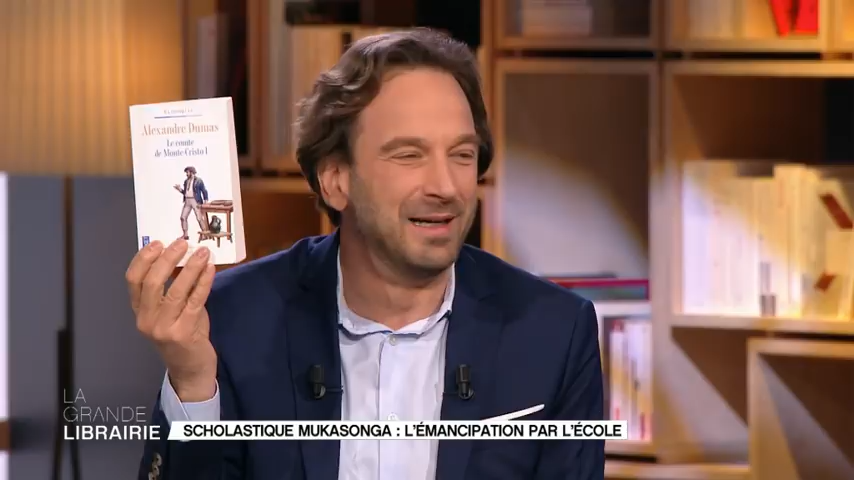 Alexandre Dumas
Le comte
de Monte-Cristo I
LA
GRANDE
LIBRAIRIE
SCHOLASTIQUE MUKASONGA : L'ÉMANCIPATION PAR L'ÉCOLE